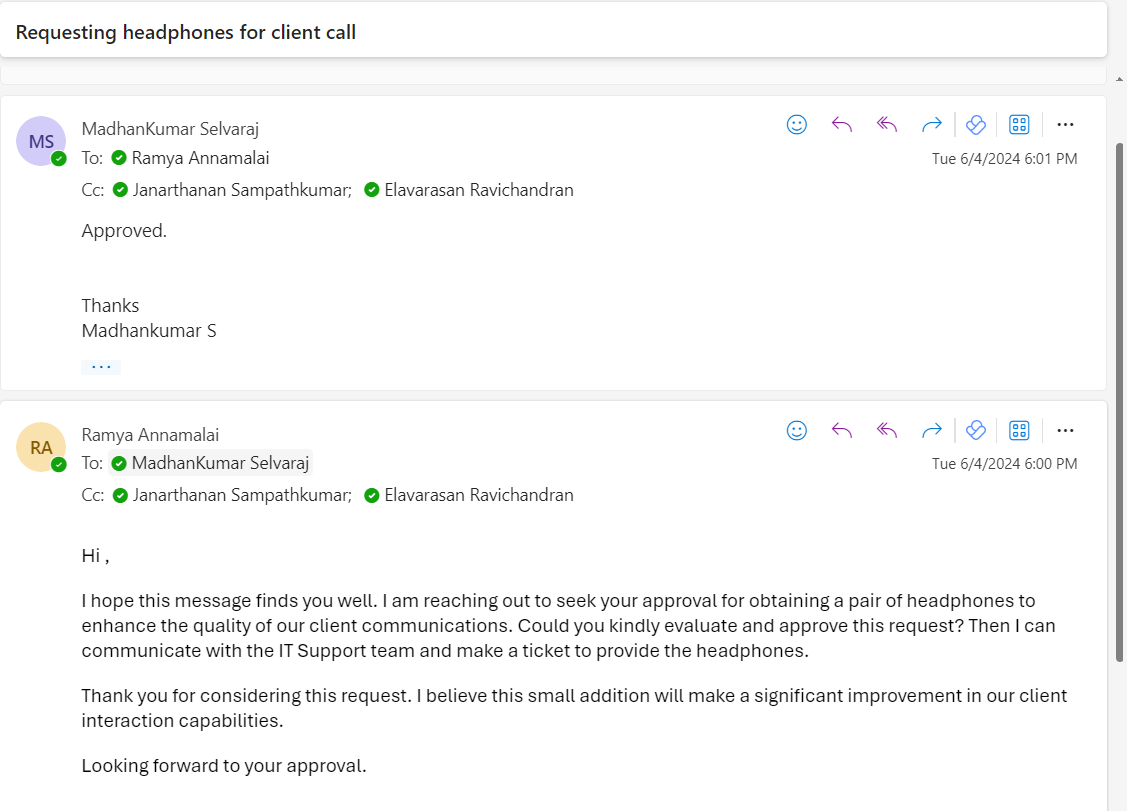 Requesting headphones for client call
MS
MadhanKumar Selvaraj
To: Ramya Annamalai
Tue 6/4/2024 6:01 PM
Cc: Janarthanan Sampathkumar; Elavarasan Ravichandran
Approved.
Thanks
Madhankumar S
...
RA
Ramya Annamalai
To: MadhanKumar Selvaraj
Tue 6/4/2024 6:00 PM
Cc: Janarthanan Sampathkumar; Elavarasan Ravichandran
Hi ,
I hope this message finds you well. I am reaching out to seek your approval for obtaining a pair of headphones to
enhance the quality of our client communications. Could you kindly evaluate and approve this request? Then I can
communicate with the IT Support team and make a ticket to provide the headphones.
Thank you for considering this request. I believe this small addition will make a significant improvement in our client
interaction capabilities.
Looking forward to your approval.